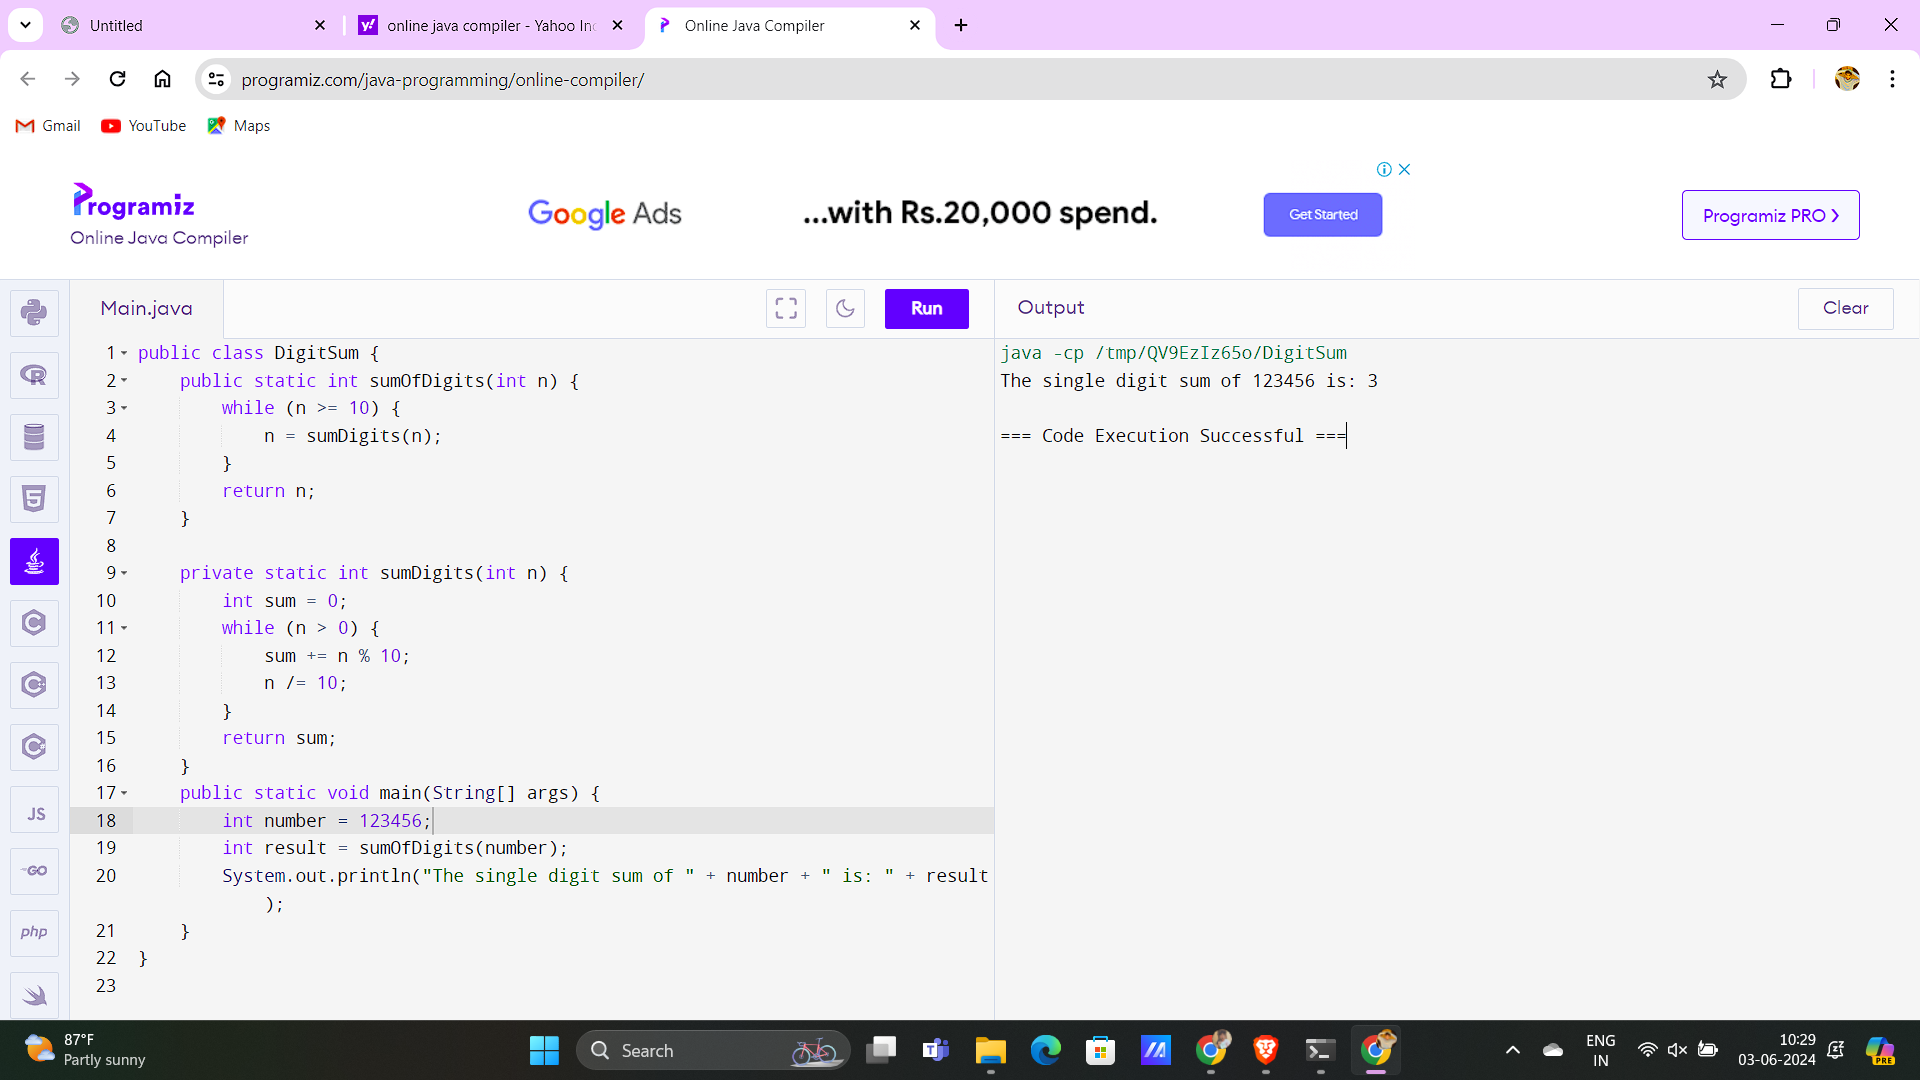 Untitled
online java compiler - Yahoo Inc
Online Java Compiler
programiz.com/java-programming/online-compiler/
Gmail
YouTube
Maps
Programiz
Online Java Compiler
Google Ads
...with Rs.20,000 spend.
Get Started
Programiz PRO ❯
Main.java
Run
Output
Clear
1 public class DigitSum {
2     public static int sumOfDigits(int n) {
3         while (n >= 10) {
4             n = sumDigits(n);
5         }
6         return n;
7     }
8
9     private static int sumDigits(int n) {
10         int sum = 0;
11         while (n > 0) {
12             sum += n % 10;
13             n /= 10;
14         }
15         return sum;
16     }
17     public static void main(String[] args) {
18         int number = 123456;
19         int result = sumOfDigits(number);
20         System.out.println("The single digit sum of " + number + " is: " + result
);
21     }
22 }
23
java -cp /tmp/QV9EzIz65o/DigitSum
The single digit sum of 123456 is: 3
=== Code Execution Successful ===
R
5
C
C
C
JS
GO
php
87°F
Partly sunny
Search
ENG
IN
10:29
03-06-2024
PRE